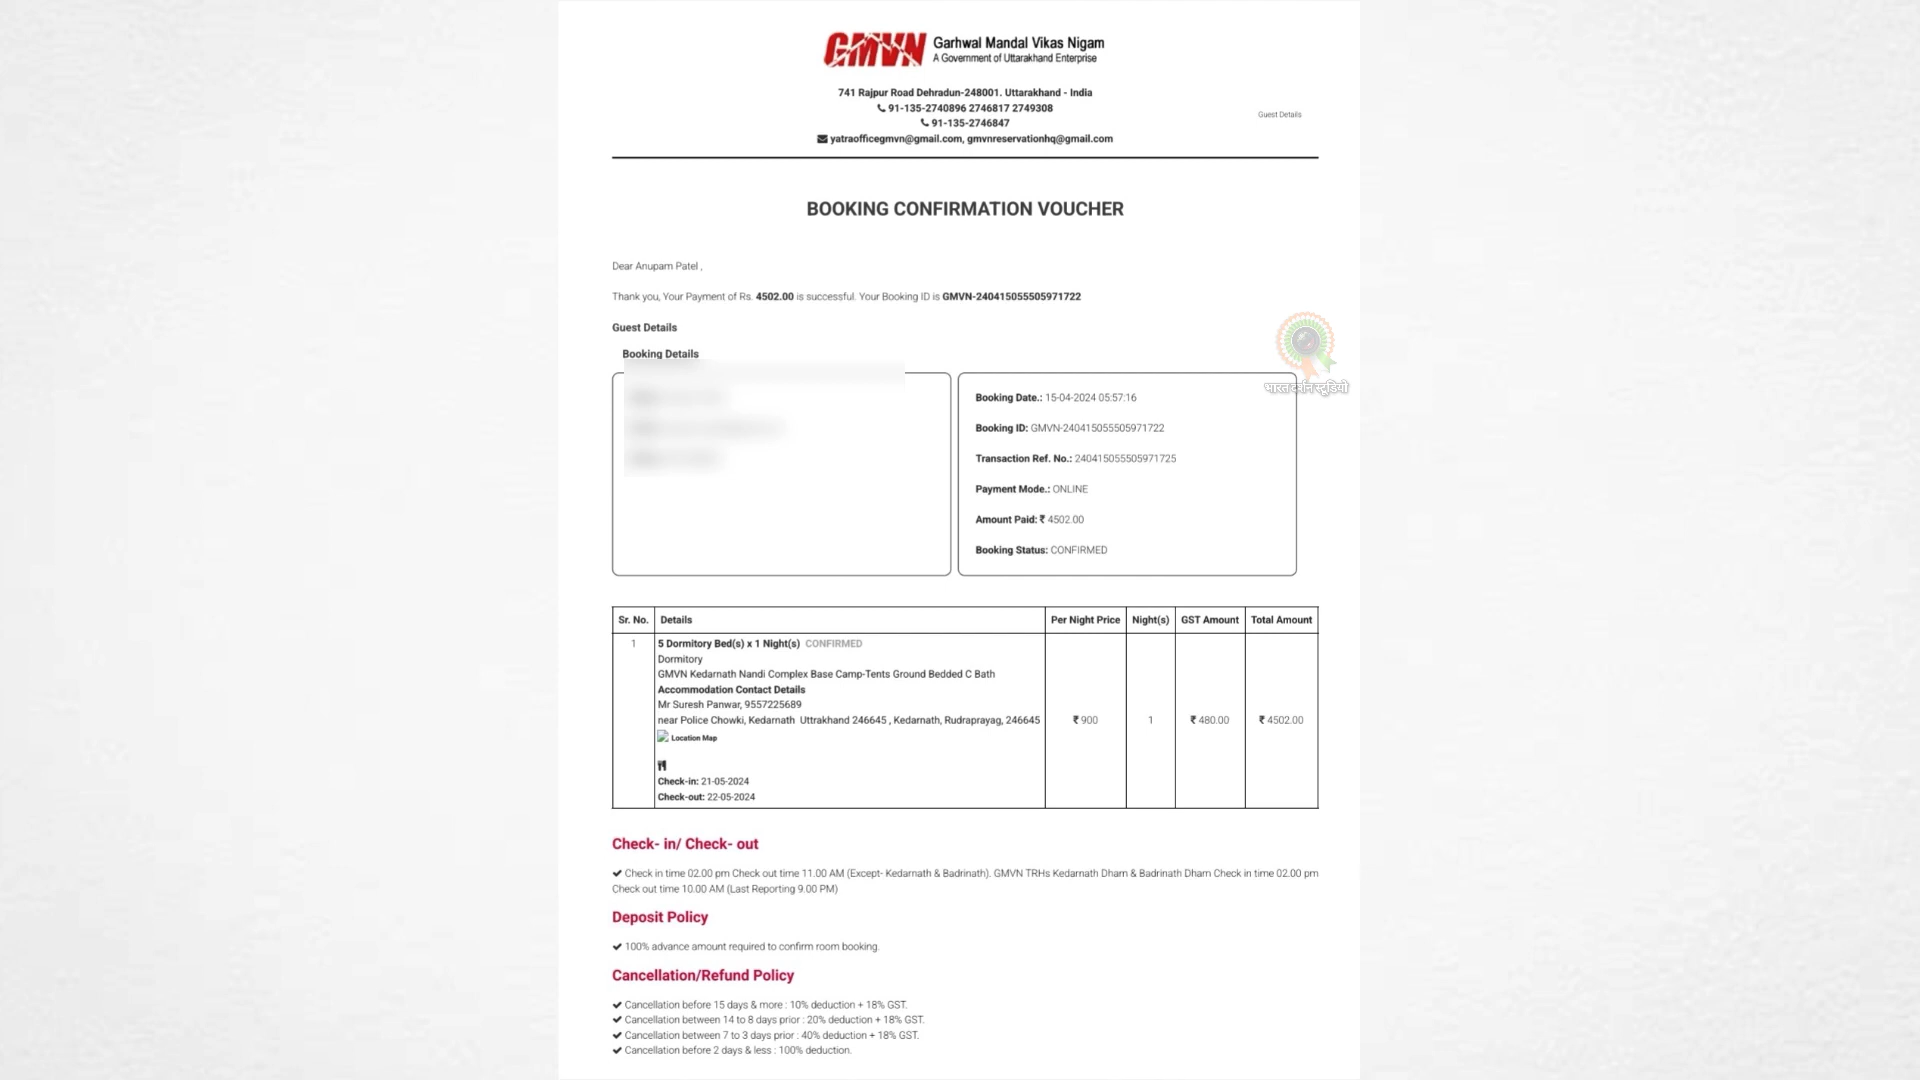 GMVN Garhwal Mandal Vikas Nigam
A Government of Uttarakhand Enterprise
741 Rajpur Road Dehradun-248001. Uttarakhand - India
91-135-2740896 2746817 2749308
91-135-2746847
yatraofficegmvn@gmail.com, gmvnreservationhq@gmail.com
Guest Details
BOOKING CONFIRMATION VOUCHER
Dear Anupam Patel ,
Thank you, Your Payment of Rs. 4502.00 is successful. Your Booking ID is GMVN-240415055505971722
Guest Details
Booking Details
भारत दर्शन स्टूडियो
Booking Date.: 15-04-2024 05:57:16
Booking ID: GMVN-240415055505971722
Transaction Ref. No.: 240415055505971725
Payment Mode.: ONLINE
Amount Paid: ₹ 4502.00
Booking Status: CONFIRMED
Sr. No. Details Per Night Price Night(s) GST Amount Total Amount
1 5 Dormitory Bed(s) x 1 Night(s) CONFIRMED
Dormitory
GMVN Kedarnath Nandi Complex Base Camp-Tents Ground Bedded C Bath
Accommodation Contact Details
Mr Suresh Panwar, 9557225689
near Police Chowki, Kedarnath Uttrakhand 246645 , Kedarnath, Rudraprayag, 246645 ₹ 900 1 ₹ 480.00 ₹ 4502.00
Location Map
Check-in: 21-05-2024
Check-out: 22-05-2024
Check- in/ Check- out
✔ Check in time 02.00 pm Check out time 11.00 AM (Except- Kedarnath & Badrinath). GMVN TRHs Kedarnath Dham & Badrinath Dham Check in time 02.00 pm
Check out time 10.00 AM (Last Reporting 9.00 PM)
Deposit Policy
✔ 100% advance amount required to confirm room booking.
Cancellation/Refund Policy
✔ Cancellation before 15 days & more : 10% deduction + 18% GST.
✔ Cancellation between 14 to 8 days prior : 20% deduction + 18% GST.
✔ Cancellation between 7 to 3 days prior : 40% deduction + 18% GST.
✔ Cancellation before 2 days & less : 100% deduction.